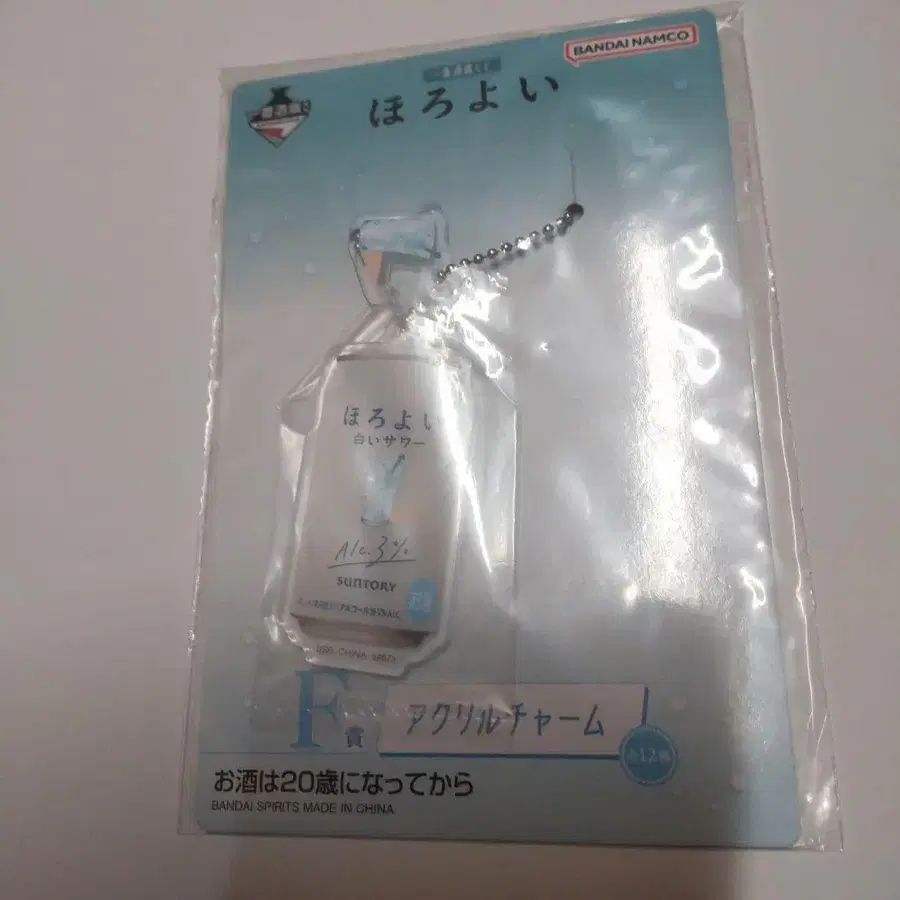 BANDAI NAMCO
ほろよい
ほろよい
白いサワー
Alc.3%
SUNTORY
お酒
F賞
アクリルチャーム
全12種
お酒は20歳になってから
BANDAI SPIRITS MADE IN CHINA